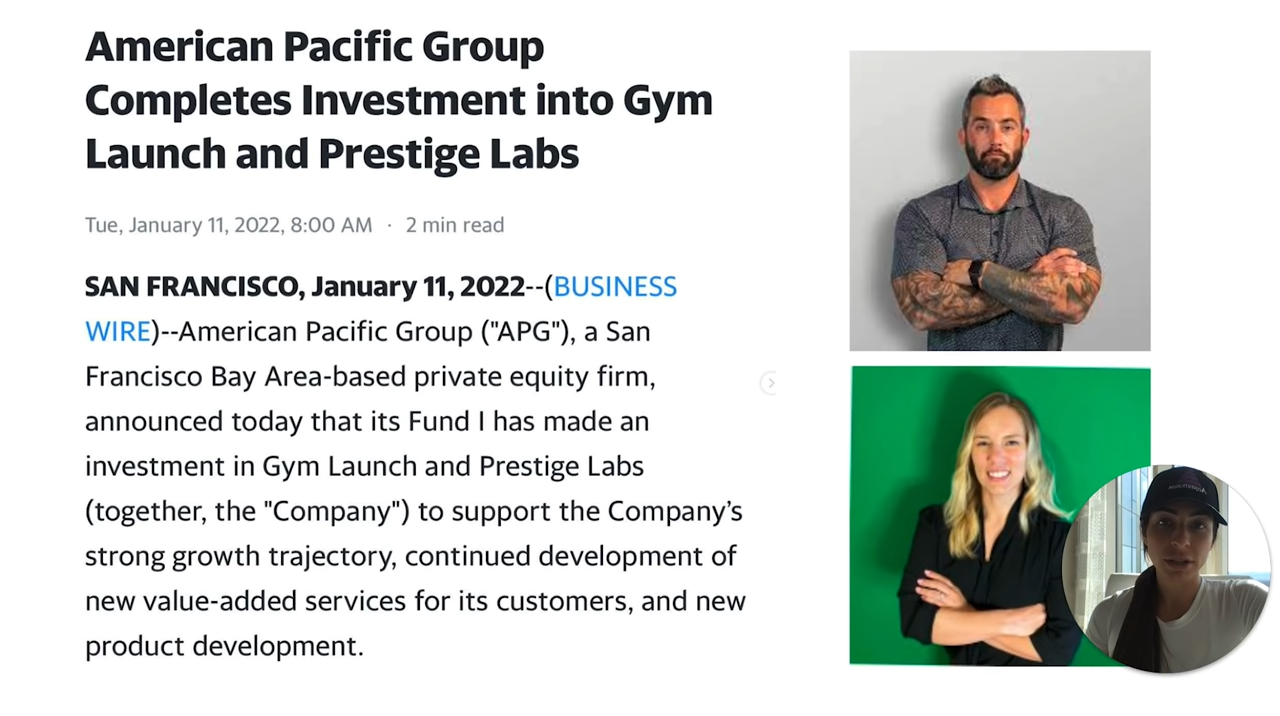 American Pacific Group
Completes Investment into Gym
Launch and Prestige Labs
Tue, January 11, 2022, 8:00 AM · 2 min read
SAN FRANCISCO, January 11, 2022--(BUSINESS
WIRE)--American Pacific Group ("APG"), a San
Francisco Bay Area-based private equity firm,
announced today that its Fund I has made an
investment in Gym Launch and Prestige Labs
(together, the "Company") to support the Company’s
strong growth trajectory, continued development of
new value-added services for its customers, and new
product development.